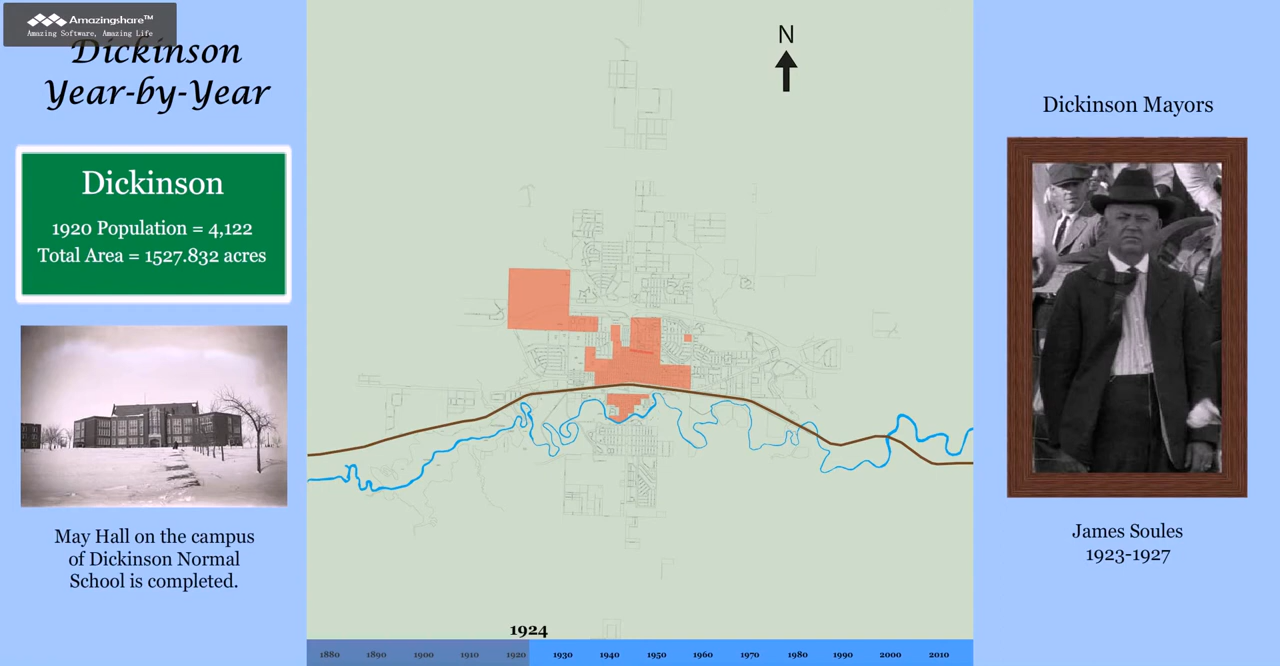 Amazingshare™
Amazing Software, Amazing Life
Dickinson
Year-by-Year
Dickinson
1920 Population = 4,122
Total Area = 1527.832 acres
May Hall on the campus
of Dickinson Normal
School is completed.
N
1924
1880 1890 1900 1910 1920 1930 1940 1950 1960 1970 1980 1990 2000 2010
Dickinson Mayors
James Soules
1923-1927